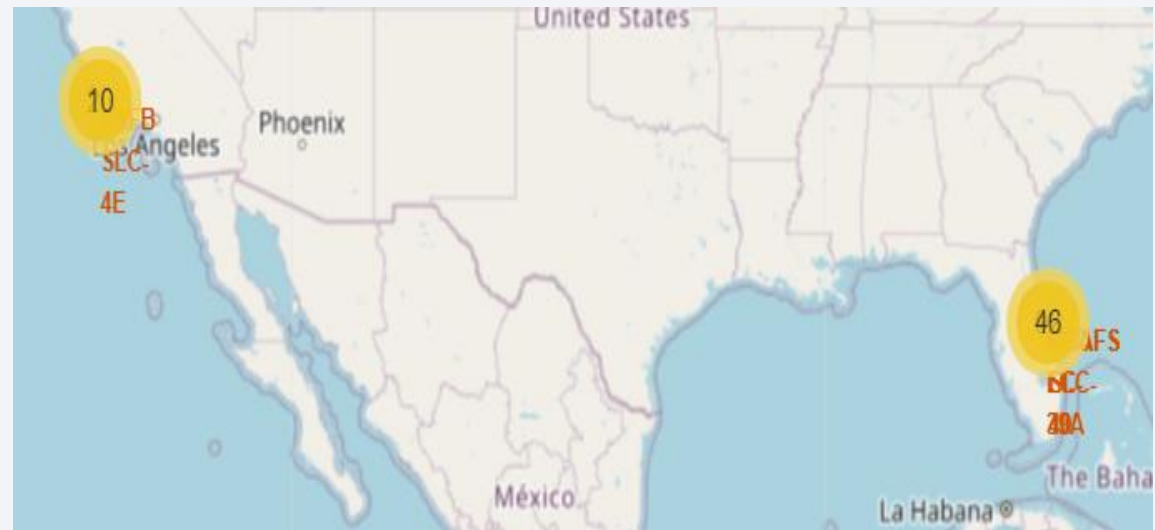 United States
10
B
Phoenix
Angeles
SLC-
4E
46
AFS
México
The Baha
La Habana